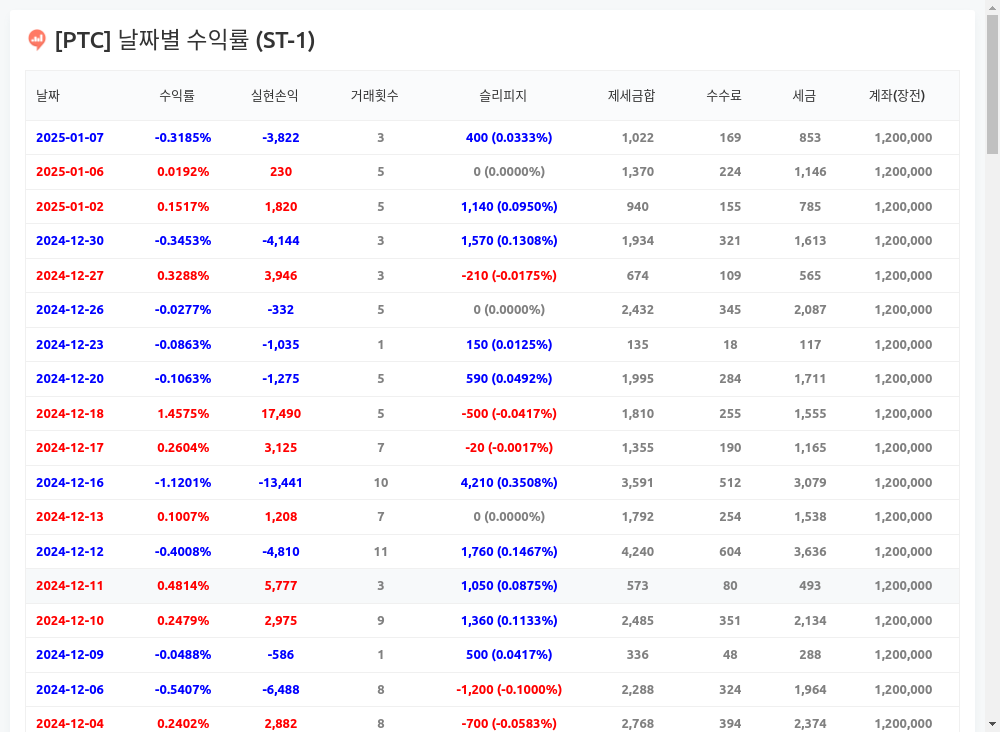 [PTC] 날짜별 수익률 (ST-1)
날짜 수익률 실현손익 거래횟수 슬리피지 제세금합 수수료 세금 계좌(장전)
2025-01-07 -0.3185% -3,822 3 400 (0.0333%) 1,022 169 853 1,200,000
2025-01-06 0.0192% 230 5 0 (0.0000%) 1,370 224 1,146 1,200,000
2025-01-02 0.1517% 1,820 5 1,140 (0.0950%) 940 155 785 1,200,000
2024-12-30 -0.3453% -4,144 3 1,570 (0.1308%) 1,934 321 1,613 1,200,000
2024-12-27 0.3288% 3,946 3 -210 (-0.0175%) 674 109 565 1,200,000
2024-12-26 -0.0277% -332 5 0 (0.0000%) 2,432 345 2,087 1,200,000
2024-12-23 -0.0863% -1,035 1 150 (0.0125%) 135 18 117 1,200,000
2024-12-20 -0.1063% -1,275 5 590 (0.0492%) 1,995 284 1,711 1,200,000
2024-12-18 1.4575% 17,490 5 -500 (-0.0417%) 1,810 255 1,555 1,200,000
2024-12-17 0.2604% 3,125 7 -20 (-0.0017%) 1,355 190 1,165 1,200,000
2024-12-16 -1.1201% -13,441 10 4,210 (0.3508%) 3,591 512 3,079 1,200,000
2024-12-13 0.1007% 1,208 7 0 (0.0000%) 1,792 254 1,538 1,200,000
2024-12-12 -0.4008% -4,810 11 1,760 (0.1467%) 4,240 604 3,636 1,200,000
2024-12-11 0.4814% 5,777 3 1,050 (0.0875%) 573 80 493 1,200,000
2024-12-10 0.2479% 2,975 9 1,360 (0.1133%) 2,485 351 2,134 1,200,000
2024-12-09 -0.0488% -586 1 500 (0.0417%) 336 48 288 1,200,000
2024-12-06 -0.5407% -6,488 8 -1,200 (-0.1000%) 2,288 324 1,964 1,200,000
2024-12-04 0.2402% 2,882 8 -700 (-0.0583%) 2,768 394 2,374 1,200,000